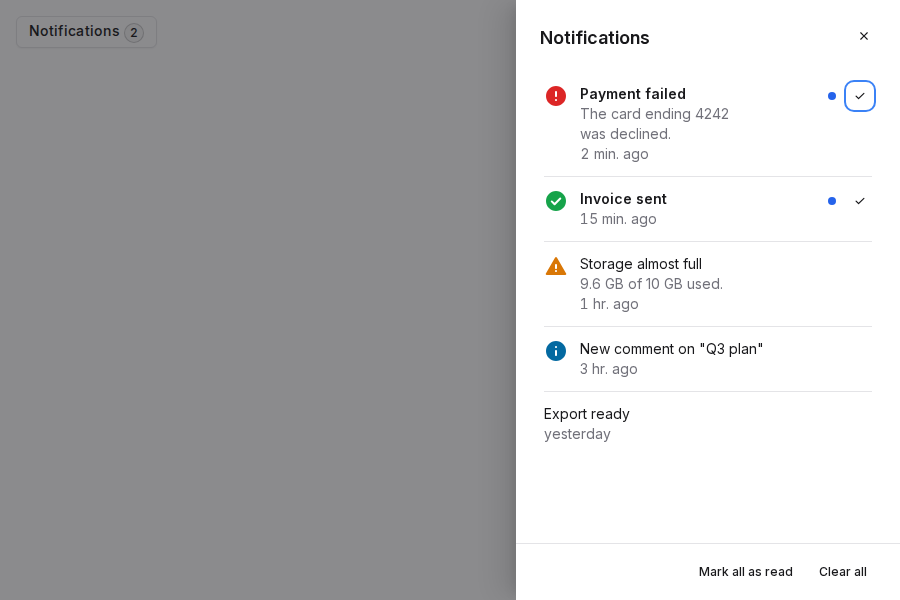 Notifications 2
Notifications
Payment failed
The card ending 4242
was declined.
2 min. ago
Invoice sent
15 min. ago
Storage almost full
9.6 GB of 10 GB used.
1 hr. ago
New comment on "Q3 plan"
3 hr. ago
Export ready
yesterday
Mark all as read
Clear all